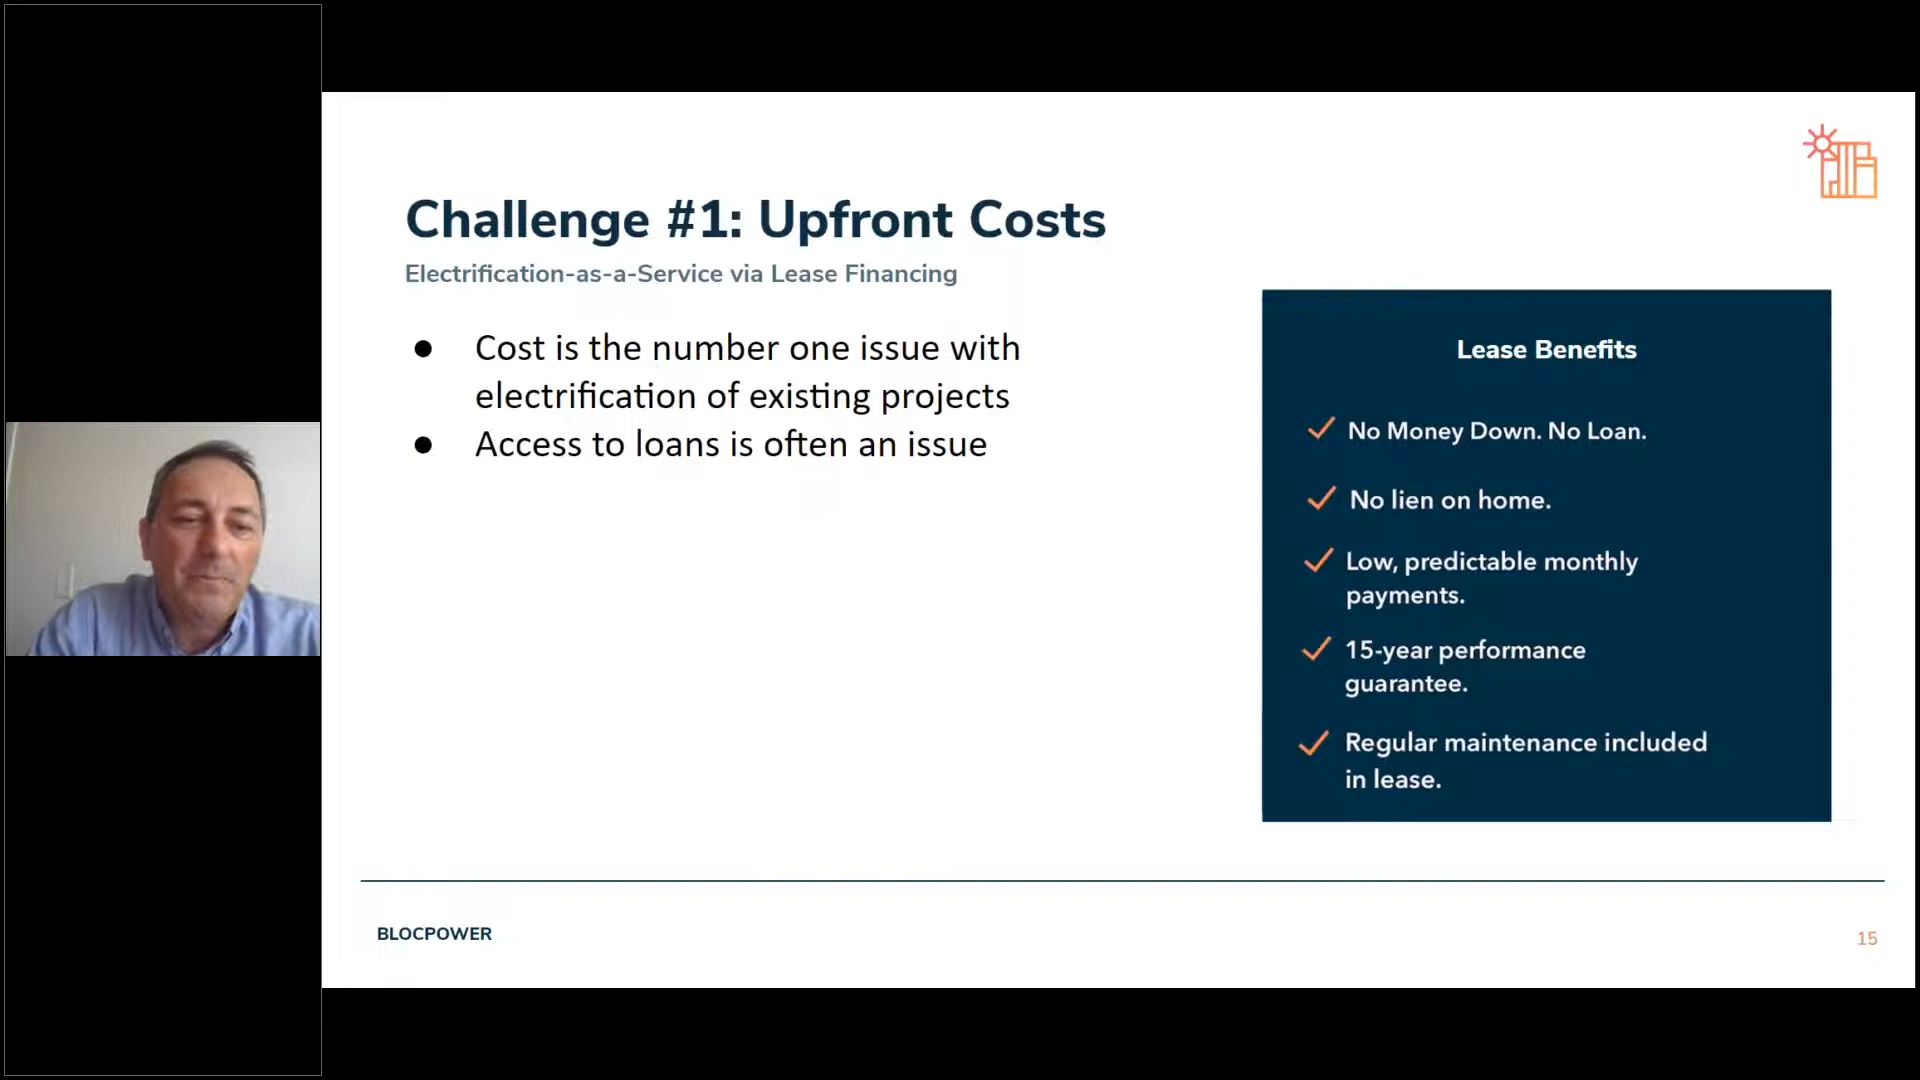 Challenge #1: Upfront Costs
Electrification-as-a-Service via Lease Financing
● Cost is the number one issue with
electrification of existing projects
● Access to loans is often an issue
Lease Benefits
No Money Down. No Loan.
No lien on home.
Low, predictable monthly
payments.
15-year performance
guarantee.
Regular maintenance included
in lease.
BLOCPOWER
15